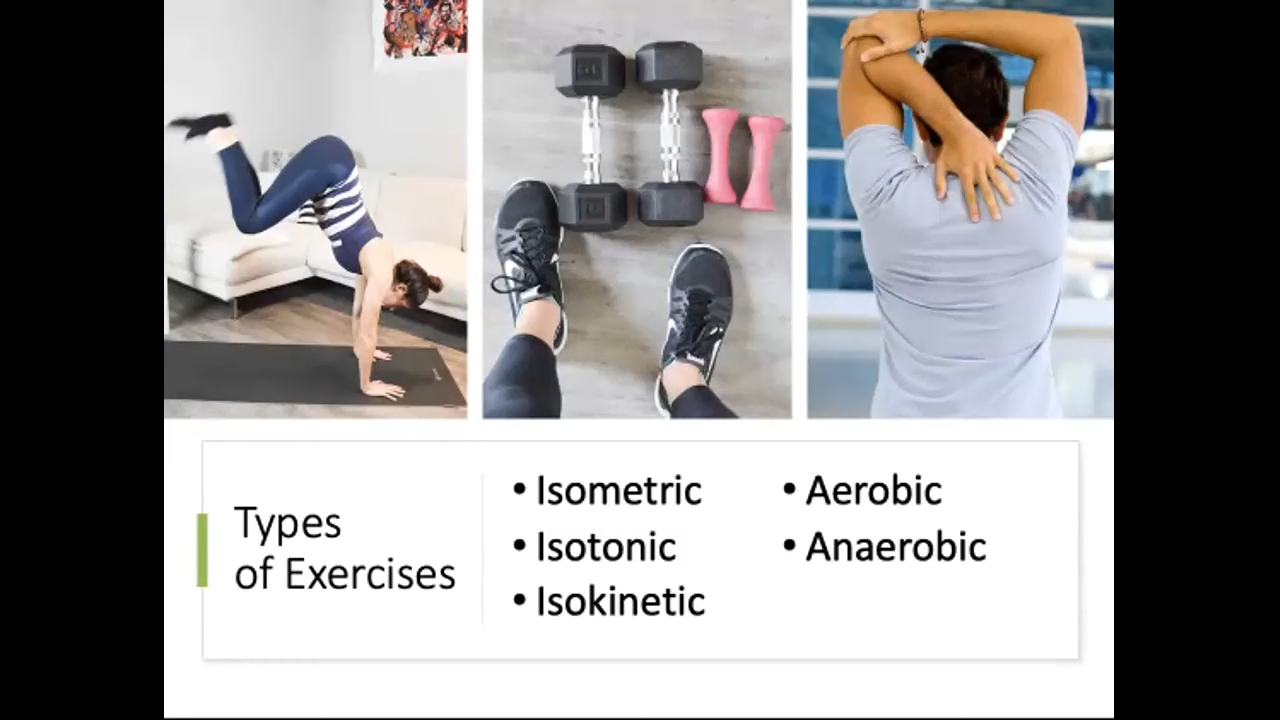 Types
of Exercises
• Isometric
• Isotonic
• Isokinetic
• Aerobic
• Anaerobic